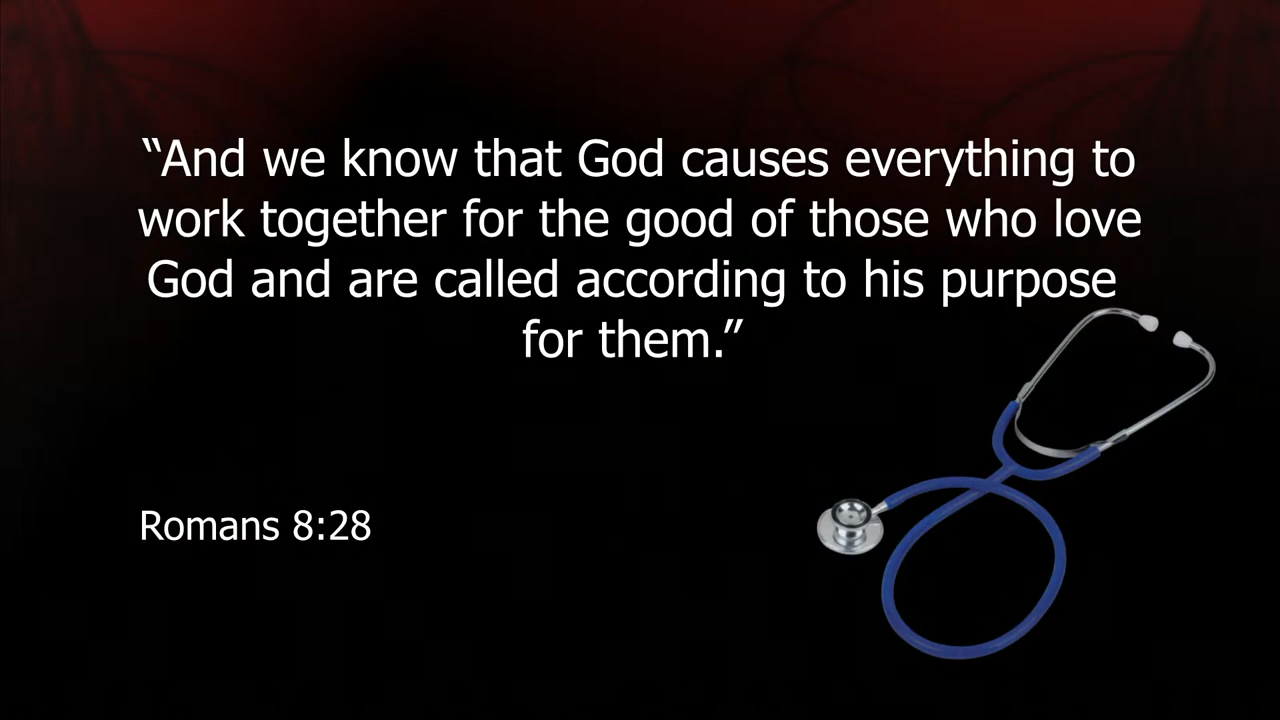 “And we know that God causes everything to
work together for the good of those who love
God and are called according to his purpose
for them.”
Romans 8:28